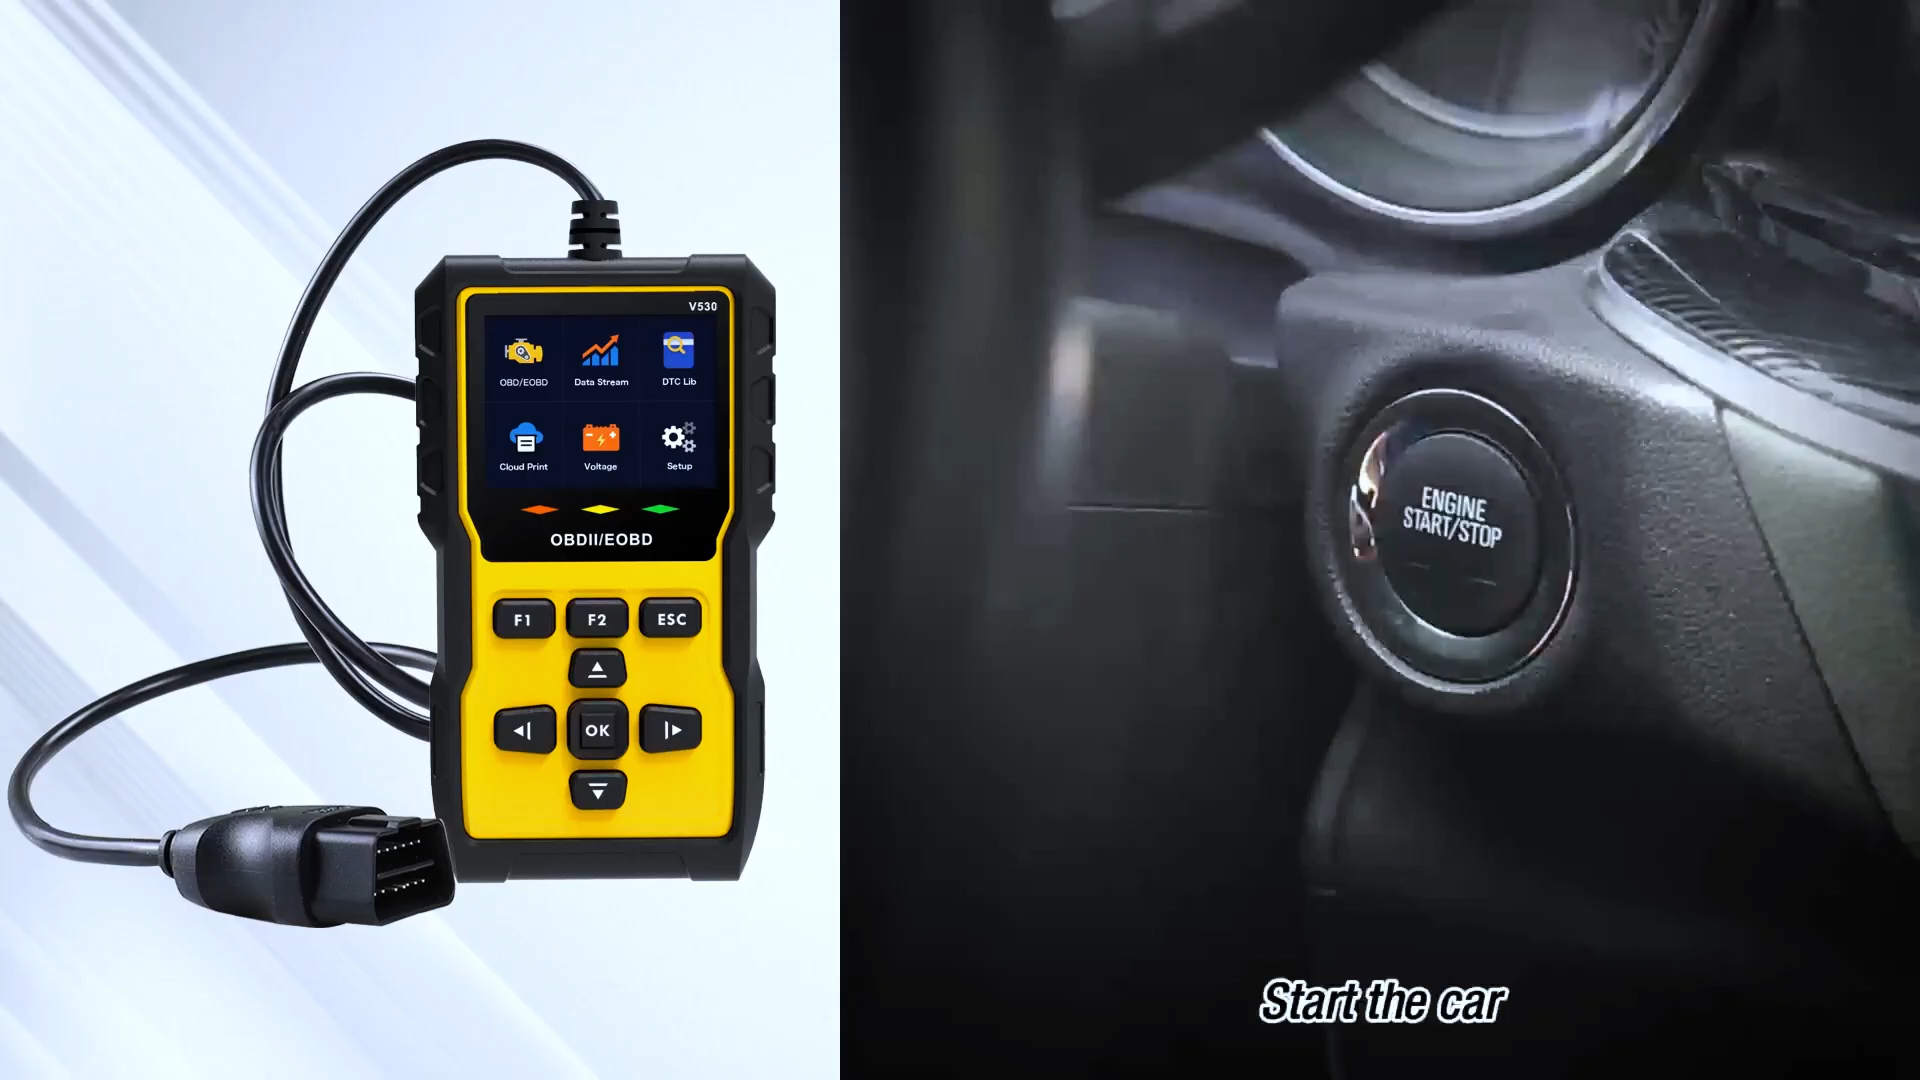 V530
OBD/EOBD
Data Stream
DTC Lib
Cloud Print
Voltage
Setup
OBDII/EOBD
F1
F2
ESC
OK
ENGINE
START/STOP
Start the car